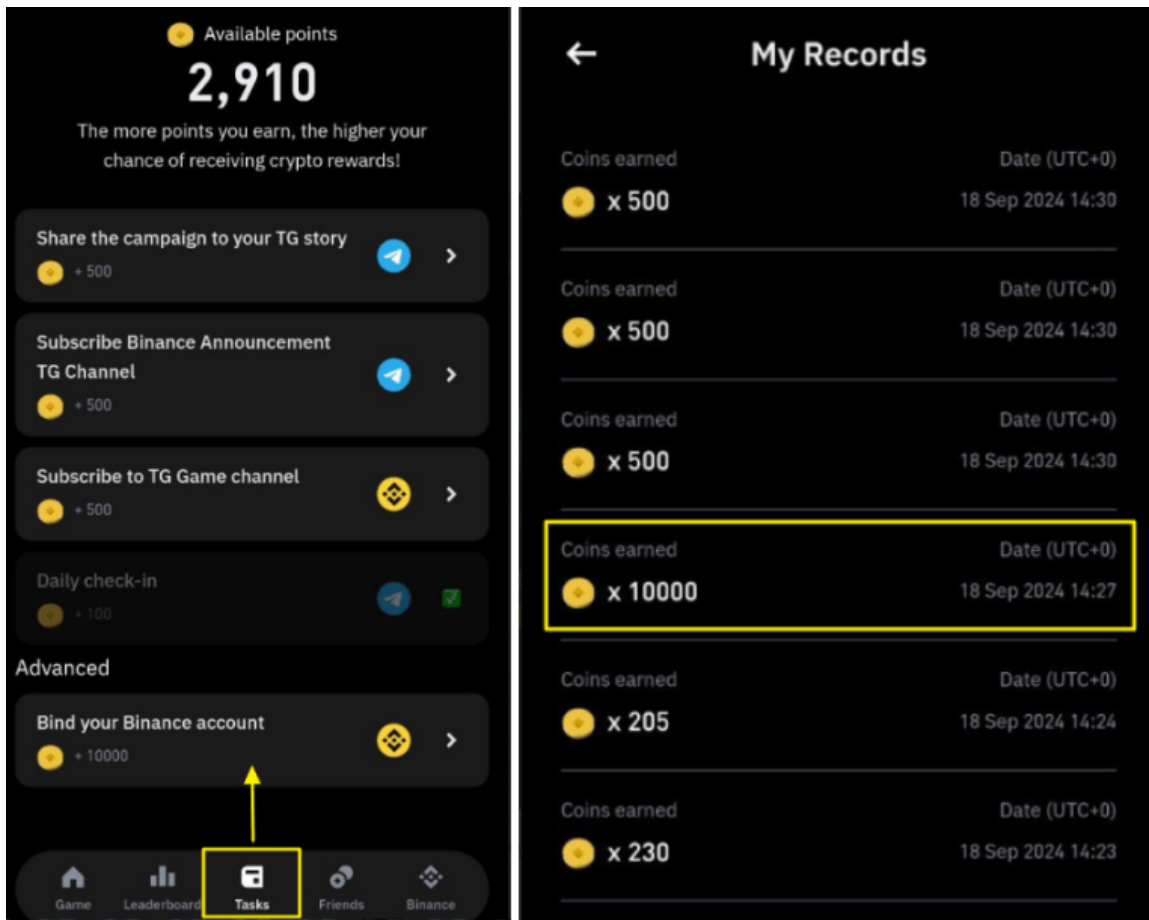 Available points
2,910
The more points you earn, the higher your
chance of receiving crypto rewards!
Share the campaign to your TG story
+ 500
Subscribe Binance Announcement
TG Channel
+ 500
Subscribe to TG Game channel
+ 500
Daily check-in
+ 100
Advanced
Bind your Binance account
+ 10000
Game Leaderboard Tasks Friends Binance
My Records
Coins earned Date (UTC+0)
x 500 18 Sep 2024 14:30
Coins earned Date (UTC+0)
x 500 18 Sep 2024 14:30
Coins earned Date (UTC+0)
x 500 18 Sep 2024 14:30
Coins earned Date (UTC+0)
x 10000 18 Sep 2024 14:27
Coins earned Date (UTC+0)
x 205 18 Sep 2024 14:24
Coins earned Date (UTC+0)
x 230 18 Sep 2024 14:23